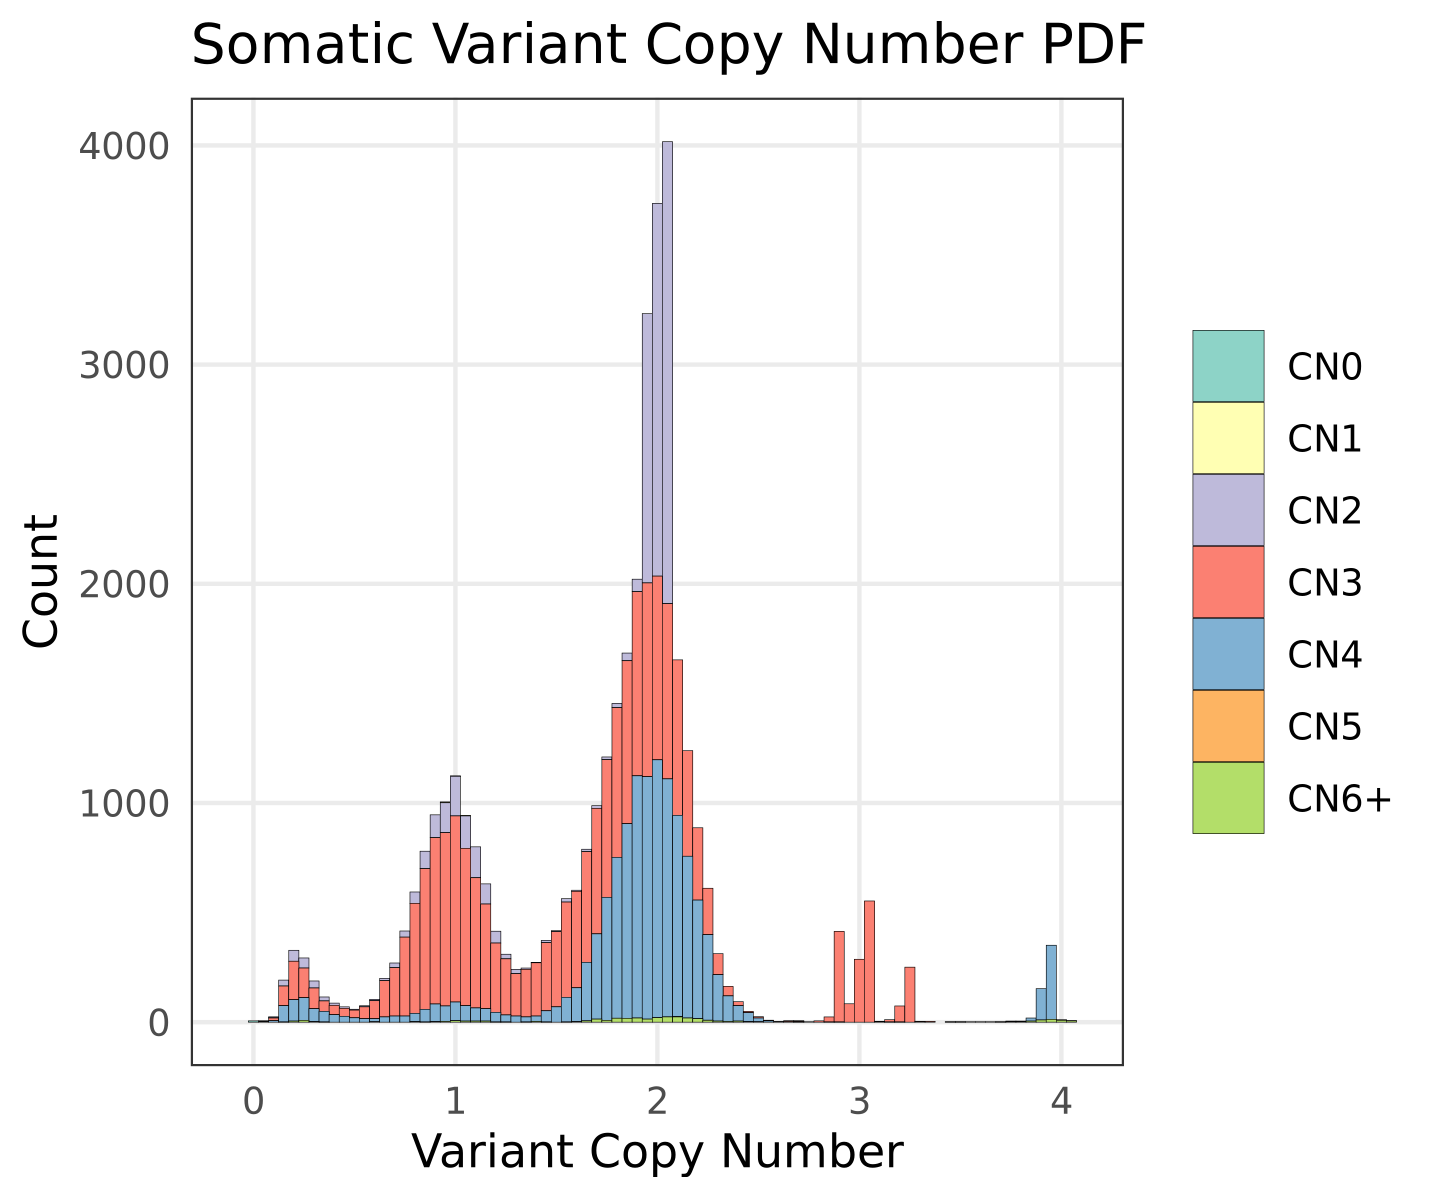 Somatic Variant Copy Number PDF
4000
3000
2000
1000
0
Count
0 1 2 3 4
Variant Copy Number
CN0
CN1
CN2
CN3
CN4
CN5
CN6+